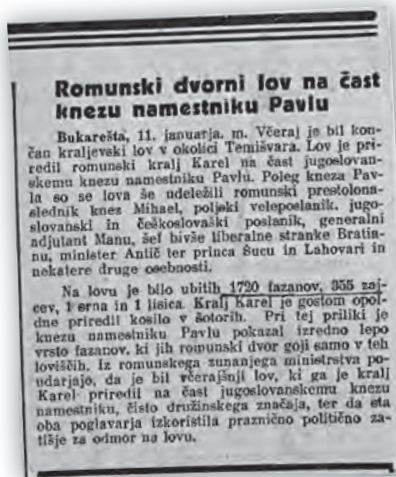 Romunski dvorni lov na čast
knezu namestniku Pavlu
Bukarešta, 11. januarja. m. Včeraj je bil kon-
čan kraljevski lov v okolici Temišvara. Lov je pri-
redil romunski kralj Karel na čast jugoslovan-
skemu knezu namestniku Pavlu. Poleg kneza Pav-
la so se lova še udeležili romunski prestolona-
slednik knez Mihael, poljski veleposlanik, jugo-
slovanski in češkoslovaški poslanik, generalni
adjutant Manu, šef bivše liberalne stranke Bratia-
nu, minister Antić ter princa Sucu in Lahovari in
nekatere druge osebnosti.
Na lovu je bilo ubitih 1720 fazanov, 355 zaj-
cev, 1 srna in 1 lisica. Kralj Karel je gostom opol-
dne priredil kosilo v šotorih. Pri tej priliki je
knezu namestniku Pavlu pokazal izredno lepo
vrsto fazanov, ki jih romunski dvor goji samo v teh
loviščih. Iz romunskega zunanjega ministrstva po-
udarjajo, da je bil včerajšnji lov, ki ga je kralj
Karel priredil na čast jugoslovanskemu knezu
namestniku, čisto družinskega značaja, ter da sta
oba poglavarja izkoristila praznično politično za-
tišje za odmor na lovu.